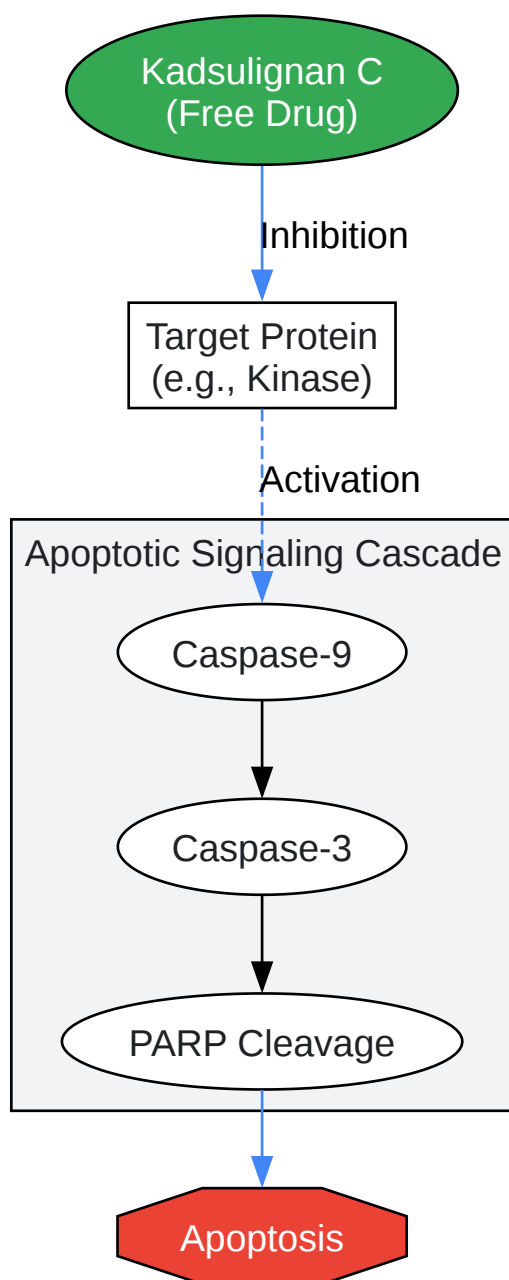 Kadsulignan C
(Free Drug)
Inhibition
Target Protein
(e.g., Kinase)
Activation
Apoptotic Signaling Cascade
Caspase-9
Caspase-3
PARP Cleavage
Apoptosis